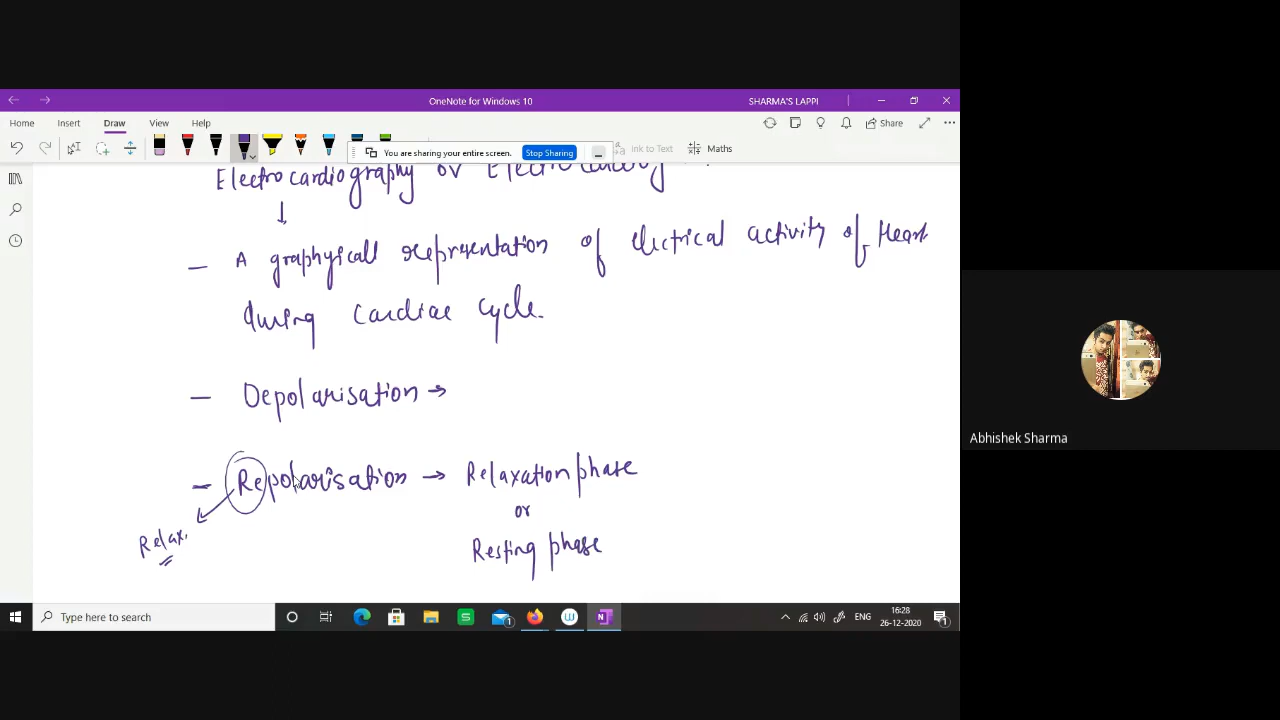 OneNote for Windows 10
SHARMA'S LAPPI
Home Insert Draw View Help
Share
You are sharing your entire screen. Stop Sharing
Ink to Text
Maths
Electrocardiography or
- A graphycall representation of electrical activity of Heart
during cardiac cycle.
- Depolarisation →
- Repolarisation → Relaxation phase
or
Relax.
Resting phase
Abhishek Sharma
Type here to search
ENG
16:28
26-12-2020